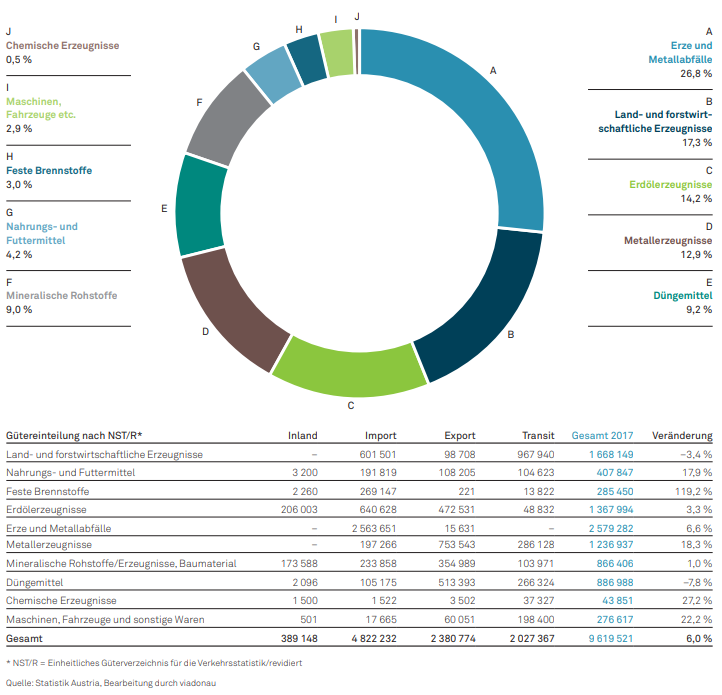 J
Chemische Erzeugnisse
0,5 %
I
Maschinen,
Fahrzeuge etc.
2,9 %
H
Feste Brennstoffe
3,0 %
G
Nahrungs- und
Futtermittel
4,2 %
F
Mineralische Rohstoffe
9,0 %
J
I
H
G
F
E
D
C
B
A
A
Erze und
Metallabfälle
26,8 %
B
Land- und forstwirt-
schaftliche Erzeugnisse
17,3 %
C
Erdölerzeugnisse
14,2 %
D
Metallerzeugnisse
12,9 %
E
Düngemittel
9,2 %
Gütereinteilung nach NST/R* Inland Import Export Transit Gesamt 2017 Veränderung
Land- und forstwirtschaftliche Erzeugnisse – 601 501 98 708 967 940 1 668 149 –3,4 %
Nahrungs- und Futtermittel 3 200 191 819 108 205 104 623 407 847 17,9 %
Feste Brennstoffe 2 260 269 147 221 13 822 285 450 119,2 %
Erdölerzeugnisse 206 003 640 628 472 531 48 832 1 367 994 3,3 %
Erze und Metallabfälle – 2 563 651 15 631 – 2 579 282 6,6 %
Metallerzeugnisse – 197 266 753 543 286 128 1 236 937 18,3 %
Mineralische Rohstoffe/Erzeugnisse, Baumaterial 173 588 233 858 354 989 103 971 866 406 1,0 %
Düngemittel 2 096 105 175 513 393 266 324 886 988 –7,8 %
Chemische Erzeugnisse 1 500 1 522 3 502 37 327 43 851 27,2 %
Maschinen, Fahrzeuge und sonstige Waren 501 17 665 60 051 198 400 276 617 22,2 %
Gesamt 389 148 4 822 232 2 380 774 2 027 367 9 619 521 6,0 %
* NST/R = Einheitliches Güterverzeichnis für die Verkehrsstatistik/revidiert
Quelle: Statistik Austria, Bearbeitung durch viadonau